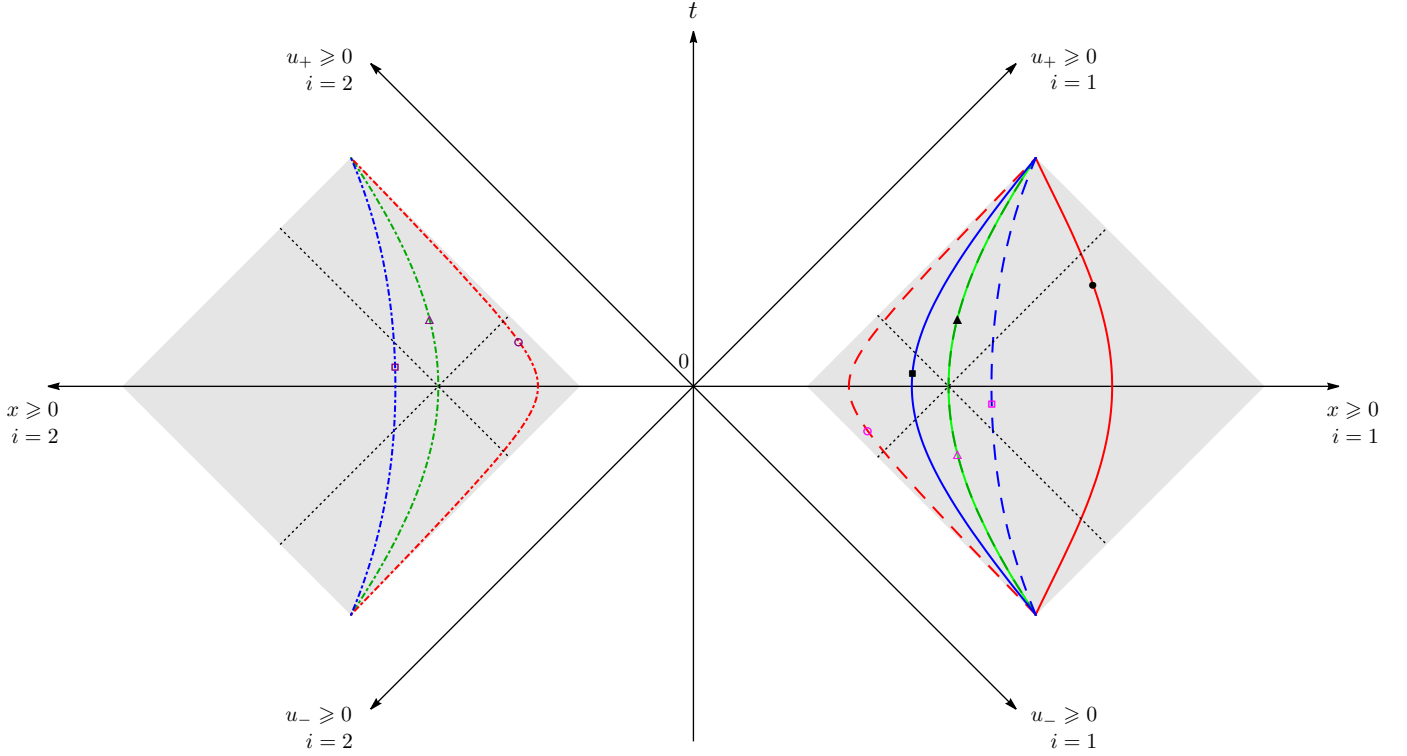 t
u₊ ⩾ 0
i = 2
u₊ ⩾ 0
i = 1
0
x ⩾ 0
i = 2
x ⩾ 0
i = 1
u₋ ⩾ 0
i = 2
u₋ ⩾ 0
i = 1